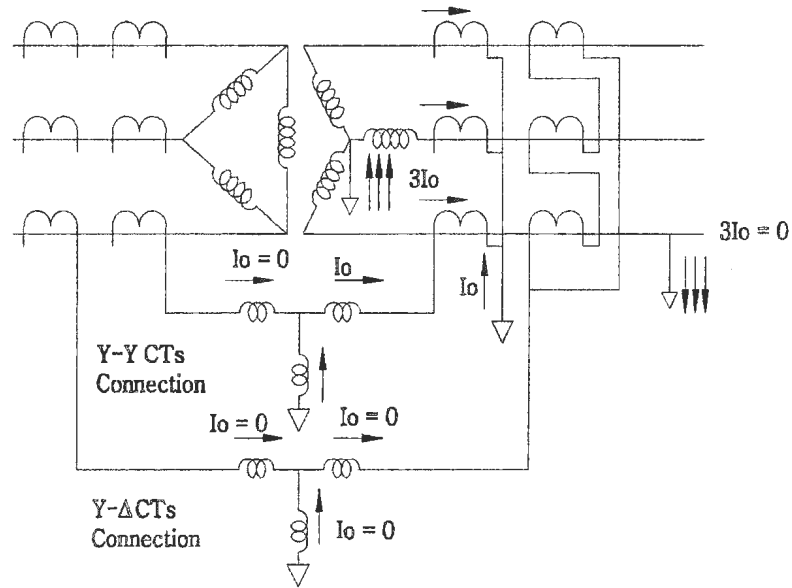 3Io
3Io = 0
Io = 0
Io
Io
Y-Y CTs
Connection
Io = 0
Io = 0
Y-ΔCTs
Connection
Io = 0